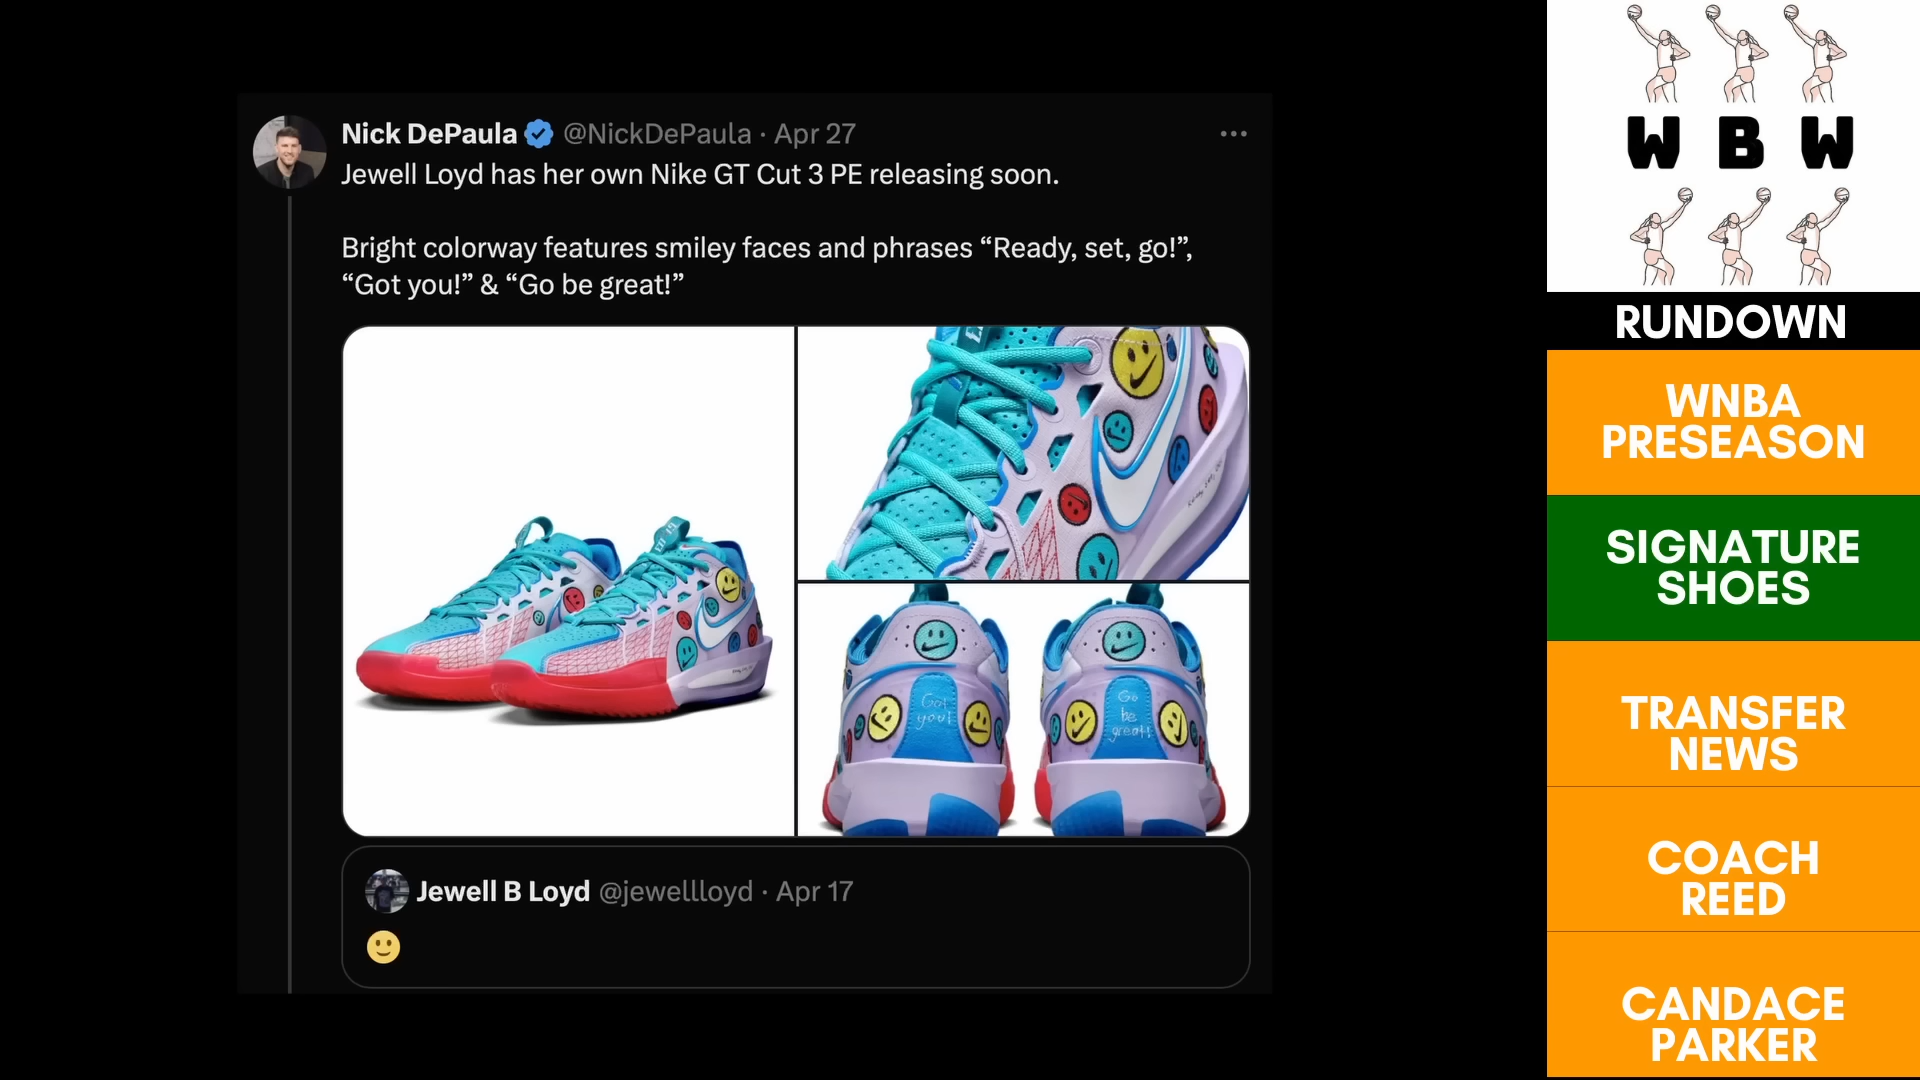 Nick DePaula @NickDePaula · Apr 27
Jewell Loyd has her own Nike GT Cut 3 PE releasing soon.
Bright colorway features smiley faces and phrases “Ready, set, go!”,
“Got you!” & “Go be great!”
Got
you!
Go
be
great!
Jewell B Loyd @jewellloyd · Apr 17
W B W
RUNDOWN
WNBA
PRESEASON
SIGNATURE
SHOES
TRANSFER
NEWS
COACH
REED
CANDACE
PARKER